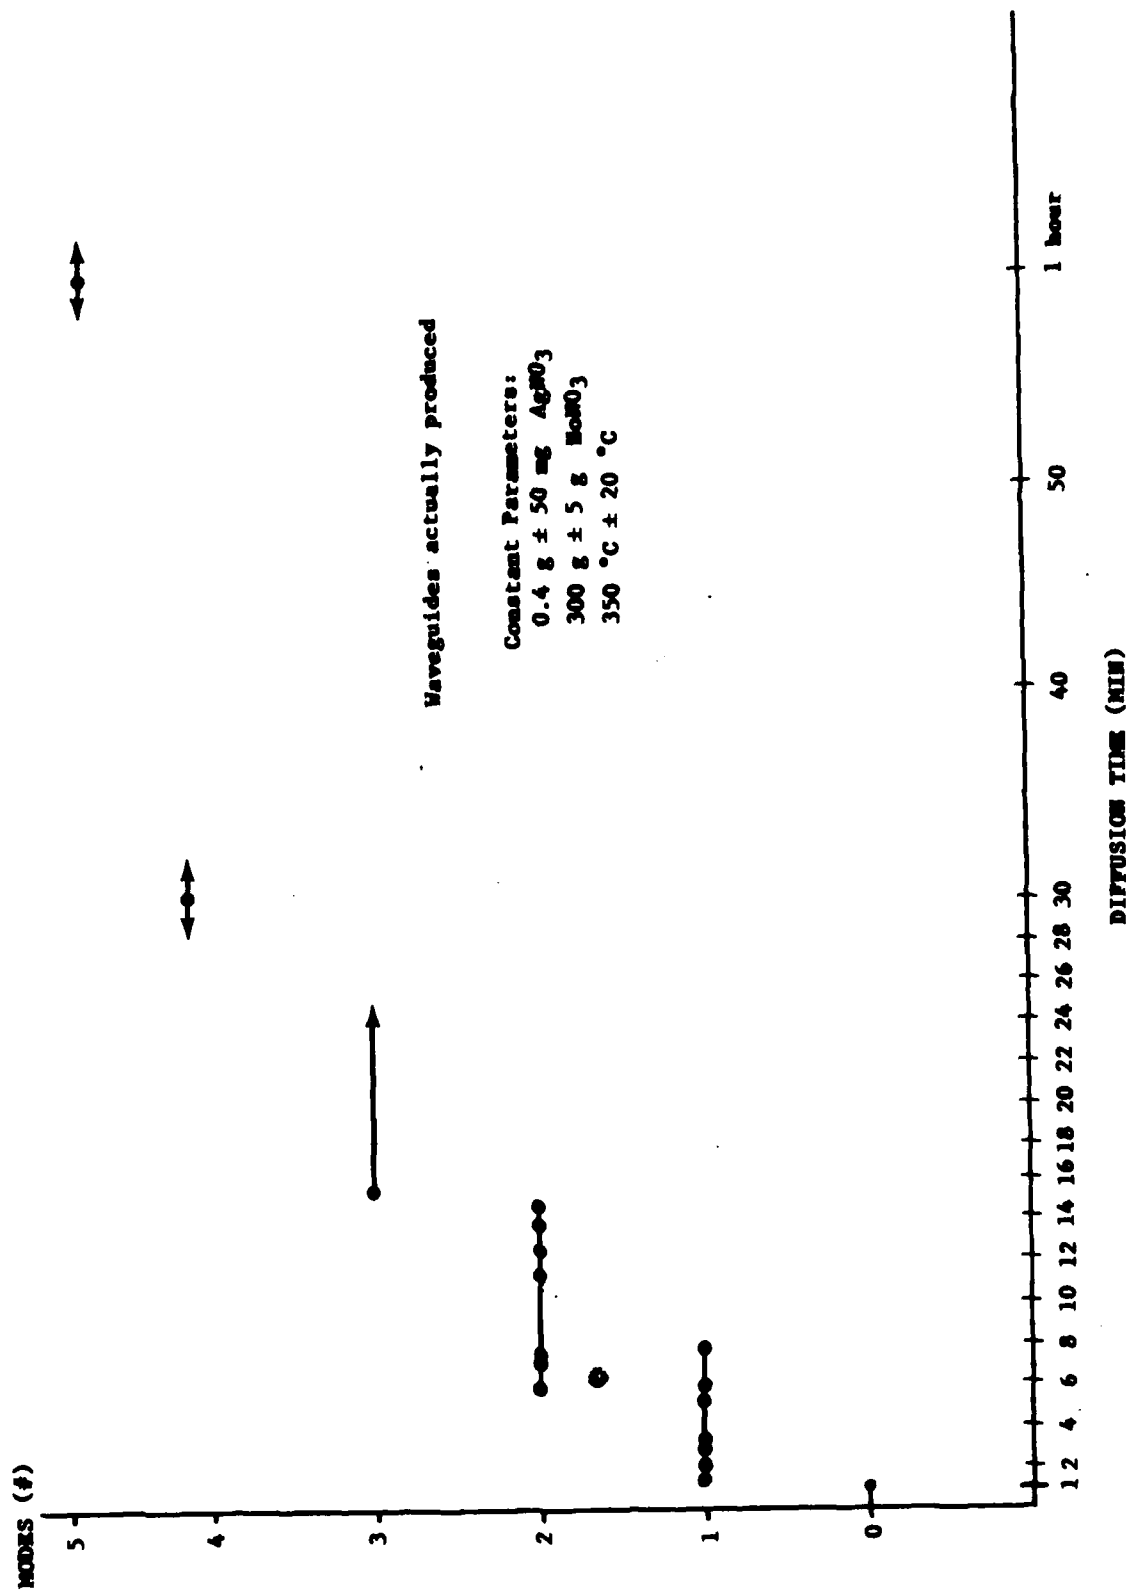 MODES (#)
5
4
3
2
1
0
Waveguides actually produced
Constant Parameters:
0.4 g ± 50 mg AgNO3
300 g ± 5 g
350 °C ± 20 °C
1 2 4 6 8 10 12 14 16 18 20 22 24 26 28 30 40 50 1 hour
DIFFUSION TIME (MIN)